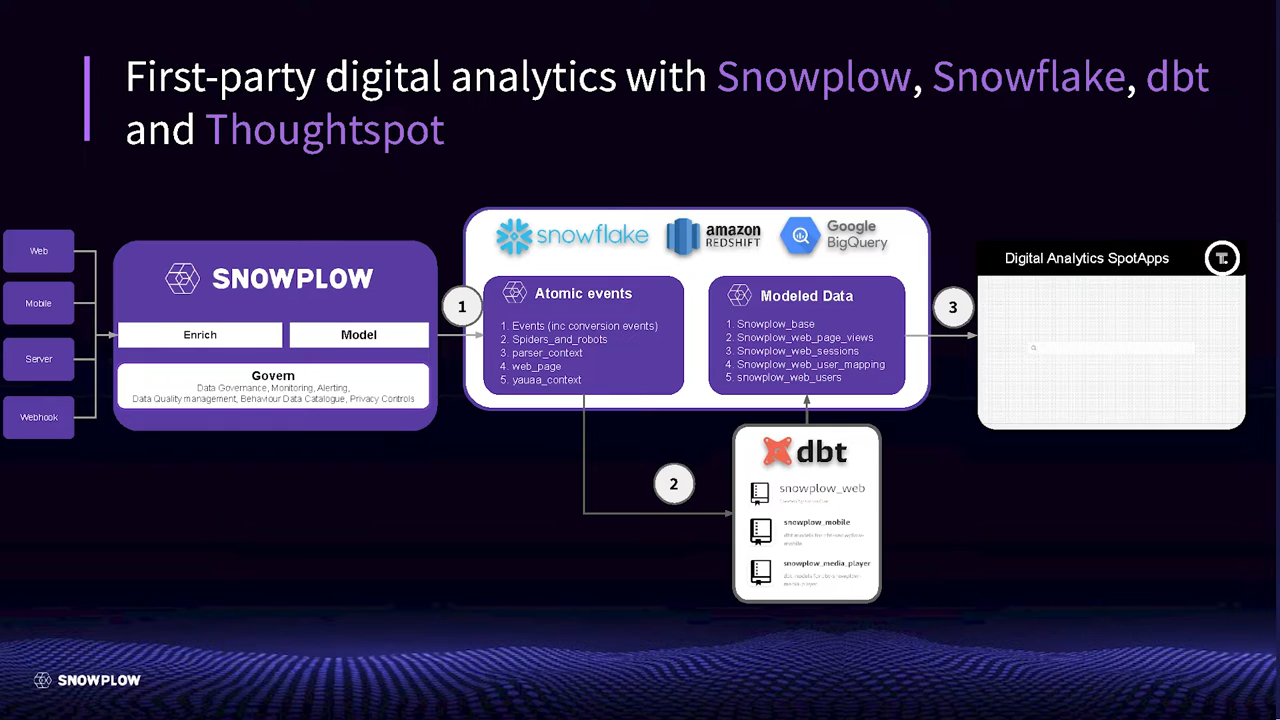 First-party digital analytics with Snowplow, Snowflake, dbt
and Thoughtspot
Web
Mobile
Server
Webhook
SNOWPLOW
Enrich
Model
Govern
Data Governance, Monitoring, Alerting,
Data Quality management, Behaviour Data Catalogue, Privacy Controls
1
snowflake
amazon
REDSHIFT
Google
BigQuery
Atomic events
1. Events (inc conversion events)
2. Spiders_and_robots
3. parser_context
4. web_page
5. yauaa_context
Modeled Data
1. Snowplow_base
2. Snowplow_web_page_views
3. Snowplow_web_sessions
4. Snowplow_web_user_mapping
5. snowplow_web_users
2
dbt
snowplow_web
snowplow_mobile
snowplow_media_player
3
Digital Analytics SpotApps
T.
SNOWPLOW